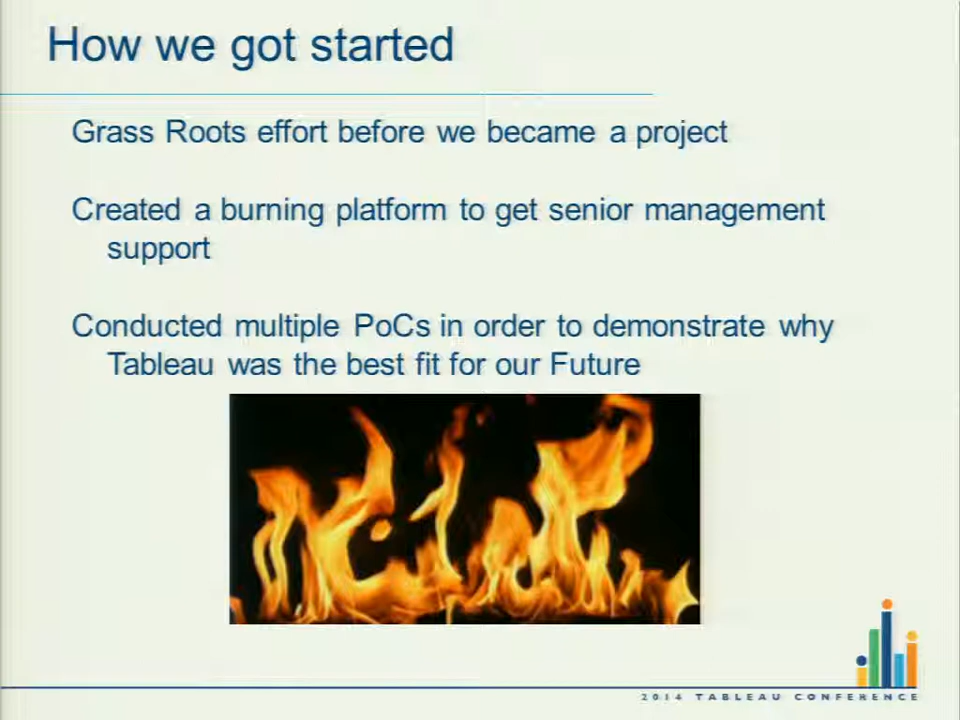 How we got started
Grass Roots effort before we became a project
Created a burning platform to get senior management
support
Conducted multiple PoCs in order to demonstrate why
Tableau was the best fit for our Future
2014 TABLEAU CONFERENCE